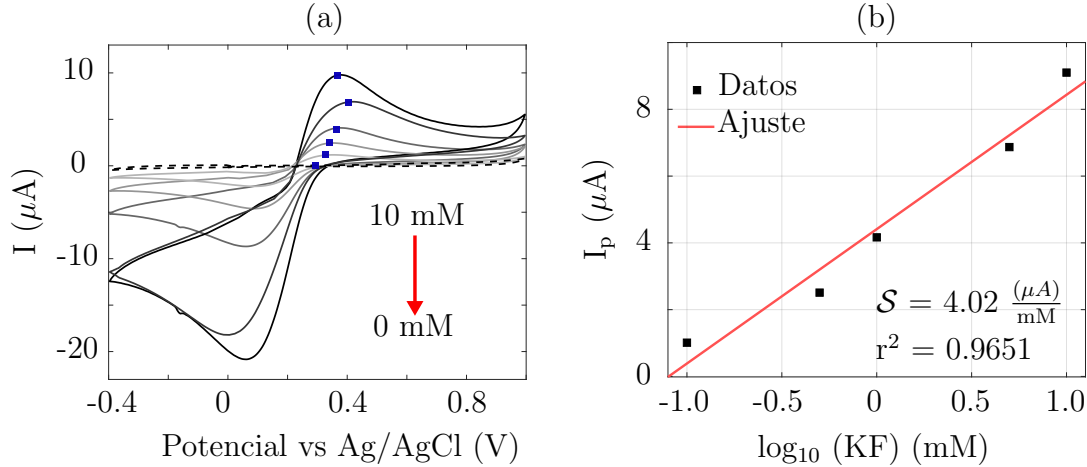 (a)
I (μA)
10
0
-10
-20
10 mM
0 mM
-0.4
0
0.4
0.8
Potencial vs Ag/AgCl (V)
(b)
I_p (μA)
8
4
0
Datos
Ajuste
𝒮 = 4.02 (μA)/mM
r² = 0.9651
-1.0
-0.5
0
0.5
1.0
log₁₀ (KF) (mM)